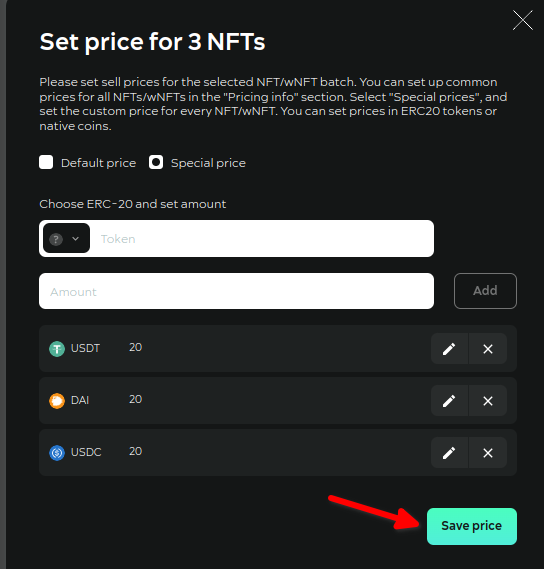 Set price for 3 NFTs
Please set sell prices for the selected NFT/wNFT batch. You can set up common
prices for all NFTs/wNFTs in the "Pricing info" section. Select "Special prices", and
set the custom price for every NFT/wNFT. You can set prices in ERC20 tokens or
native coins.
Default price Special price
Choose ERC-20 and set amount
? Token
Amount Add
USDT 20
DAI 20
USDC 20
Save price